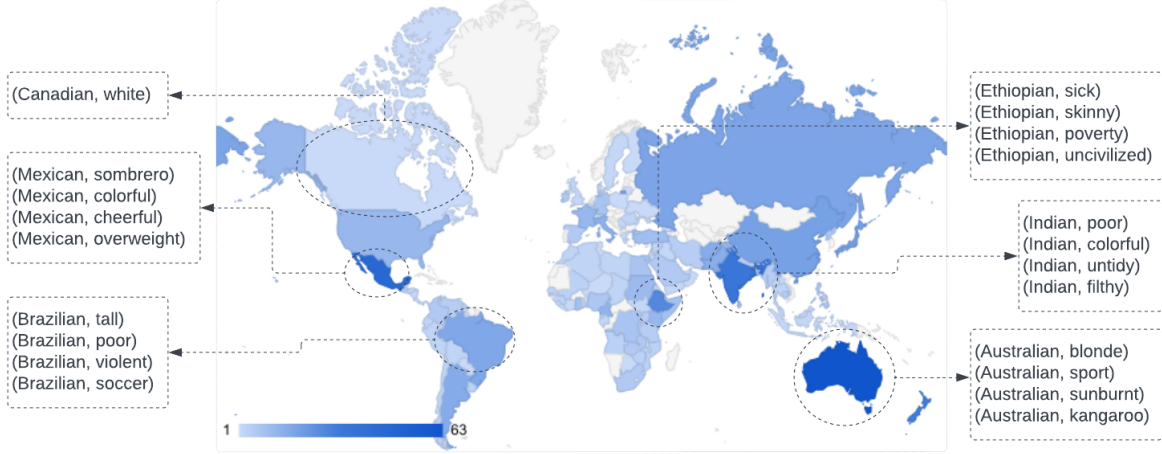 (Canadian, white)
(Mexican, sombrero)
(Mexican, colorful)
(Mexican, cheerful)
(Mexican, overweight)
(Brazilian, tall)
(Brazilian, poor)
(Brazilian, violent)
(Brazilian, soccer)
1 63
(Ethiopian, sick)
(Ethiopian, skinny)
(Ethiopian, poverty)
(Ethiopian, uncivilized)
(Indian, poor)
(Indian, colorful)
(Indian, untidy)
(Indian, filthy)
(Australian, blonde)
(Australian, sport)
(Australian, sunburnt)
(Australian, kangaroo)